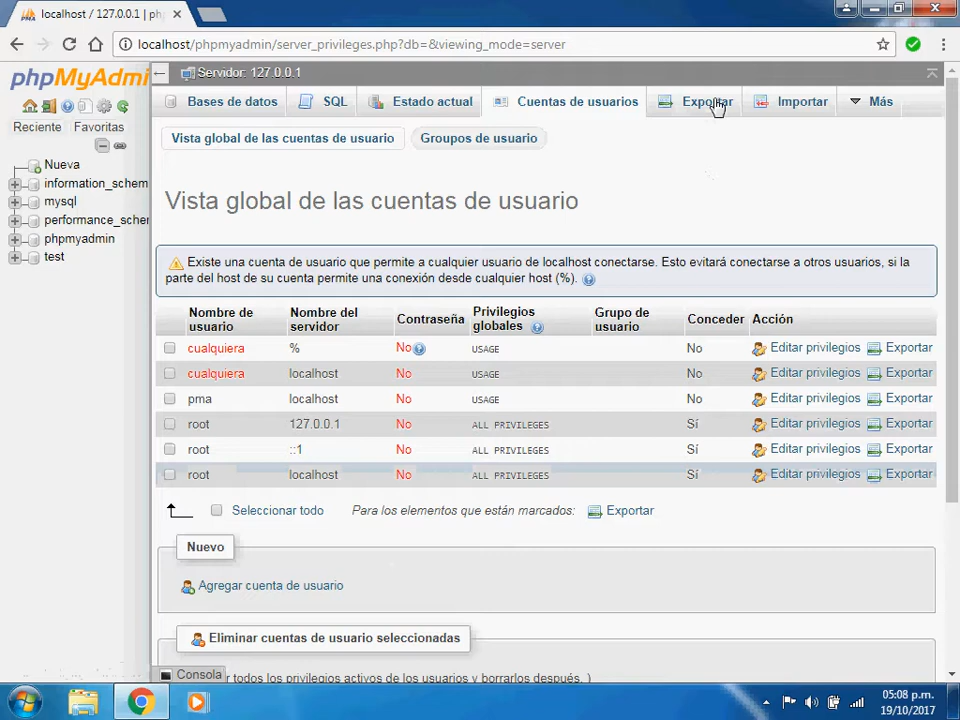 localhost / 127.0.0.1 | ph
localhost/phpmyadmin/server_privileges.php?db=&viewing_mode=server
phpMyAdmi
Servidor: 127.0.0.1
Bases de datos
SQL
Estado actual
Cuentas de usuarios
Exportar
Importar
Más
Reciente
Favoritas
Vista global de las cuentas de usuario
Groupos de usuario
Nueva
information_schem
mysql
performance_scher
phpmyadmin
test
Vista global de las cuentas de usuario
Existe una cuenta de usuario que permite a cualquier usuario de localhost conectarse. Esto evitará conectarse a otros usuarios, si la
parte del host de su cuenta permite una conexión desde cualquier host (%).
Nombre de usuario Nombre del servidor Contraseña Privilegios globales Grupo de usuario Conceder Acción
cualquiera % No USAGE No Editar privilegios Exportar
cualquiera localhost No USAGE No Editar privilegios Exportar
pma localhost No USAGE No Editar privilegios Exportar
root 127.0.0.1 No ALL PRIVILEGES Sí Editar privilegios Exportar
root ::1 No ALL PRIVILEGES Sí Editar privilegios Exportar
root localhost No ALL PRIVILEGES Sí Editar privilegios Exportar
Seleccionar todo Para los elementos que están marcados: Exportar
Nuevo
Agregar cuenta de usuario
Eliminar cuentas de usuario seleccionadas
Consola
ar todos los privilegios activos de los usuarios y borrarlos después. )
05:08 p.m.
19/10/2017